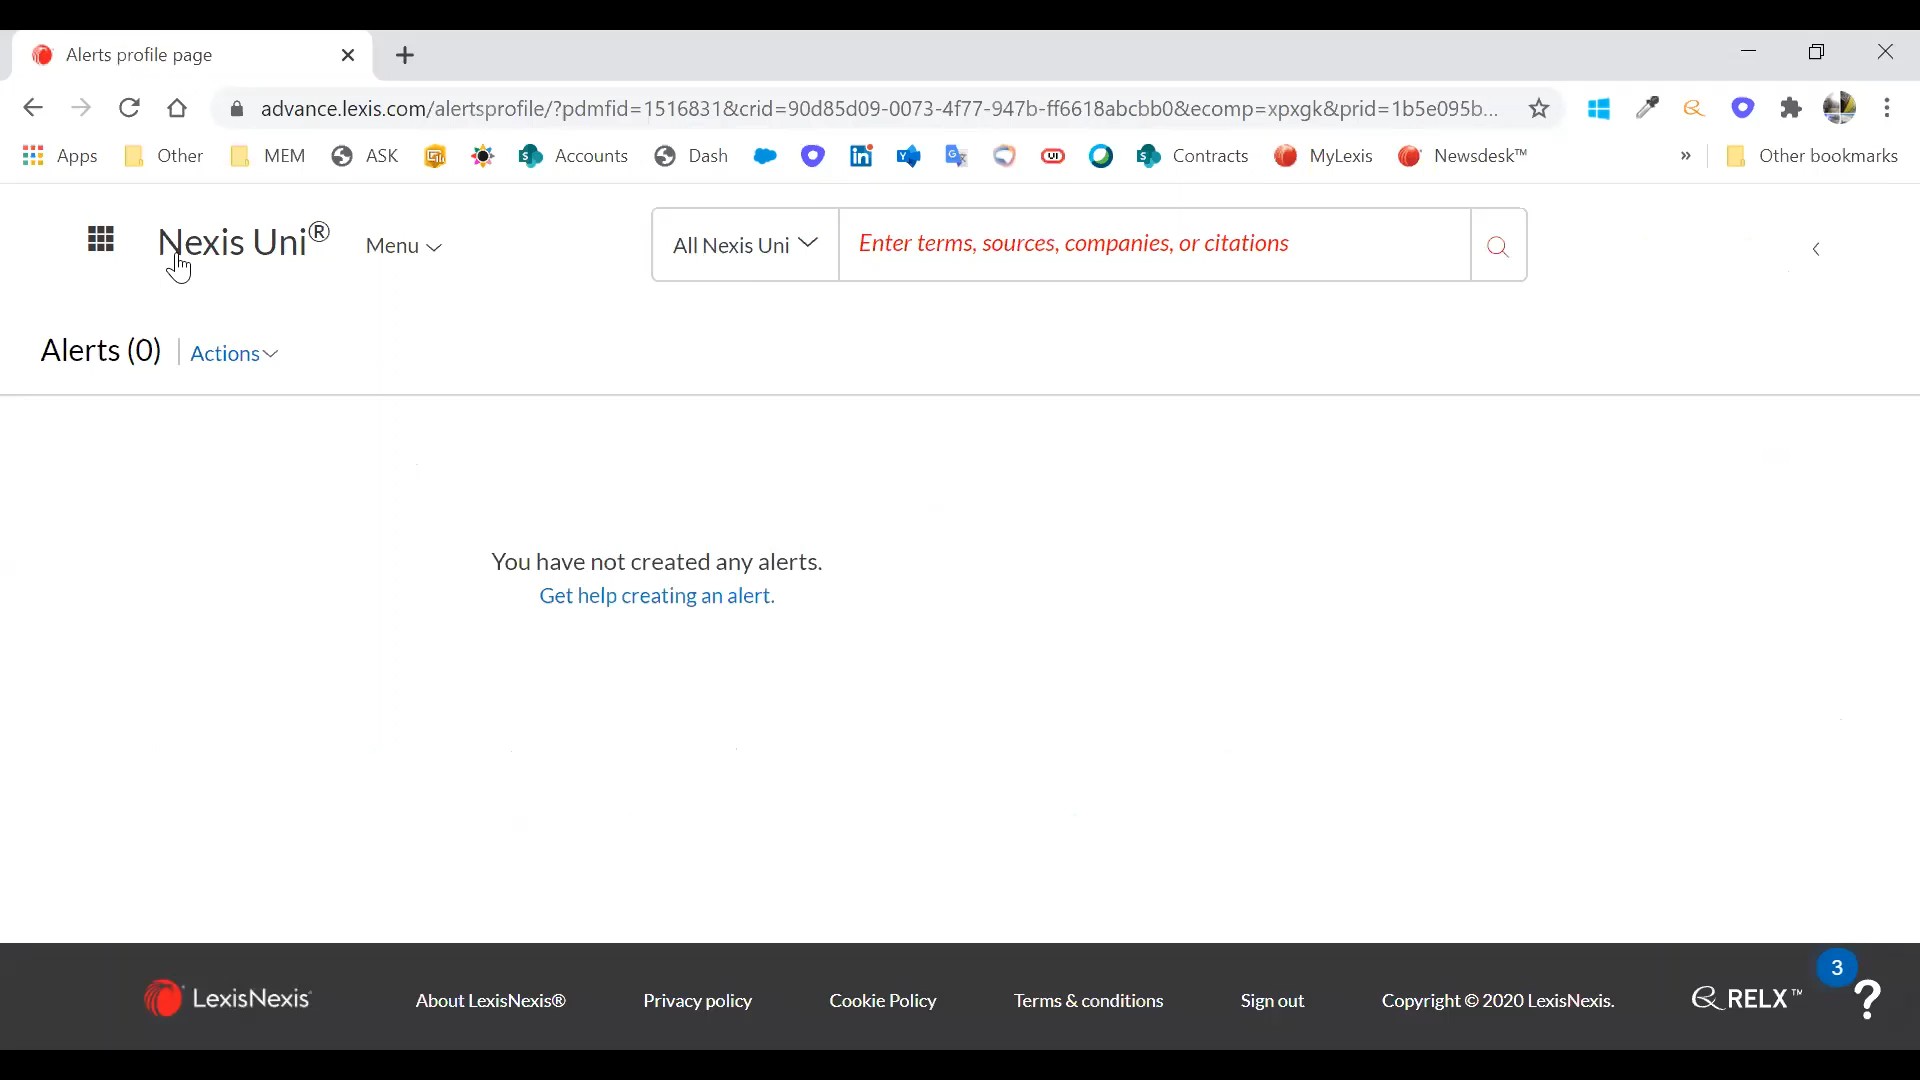 Alerts profile page
advance.lexis.com/alertsprofile/?pdmfid=1516831&crid=90d85d09-0073-4f77-947b-ff6618abcbb0&ecomp=xpxgk&prid=1b5e095b...
Apps Other MEM ASK Accounts Dash Contracts MyLexis Newsdesk™ » Other bookmarks
Nexis Uni® Menu All Nexis Uni Enter terms, sources, companies, or citations
Alerts (0) Actions
You have not created any alerts.
Get help creating an alert.
3
LexisNexis® About LexisNexis® Privacy policy Cookie Policy Terms & conditions Sign out Copyright © 2020 LexisNexis. RELX™ ?